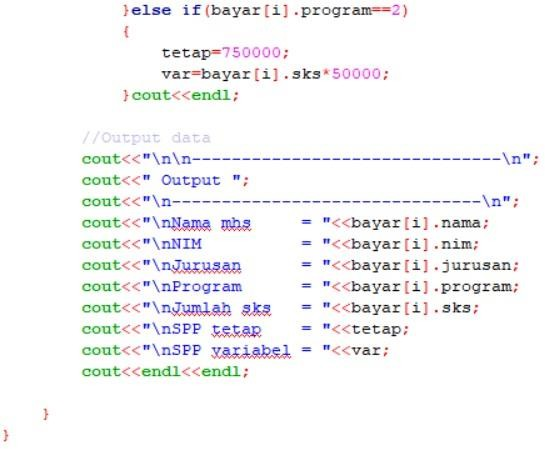 }else if(bayar[i].program==2)
{
tetap=750000;
var=bayar[i].sks*50000;
}cout<<endl;
//Output data
cout<<"\n\n-------------------------------\n";
cout<<" Output ";
cout<<"\n-------------------------------\n";
cout<<"\nNama mhs     = "<<bayar[i].nama;
cout<<"\nNIM          = "<<bayar[i].nim;
cout<<"\nJurusan      = "<<bayar[i].jurusan;
cout<<"\nProgram      = "<<bayar[i].program;
cout<<"\nJumlah sks   = "<<bayar[i].sks;
cout<<"\nSPP tetap    = "<<tetap;
cout<<"\nSPP variabel = "<<var;
cout<<endl<<endl;
}
}